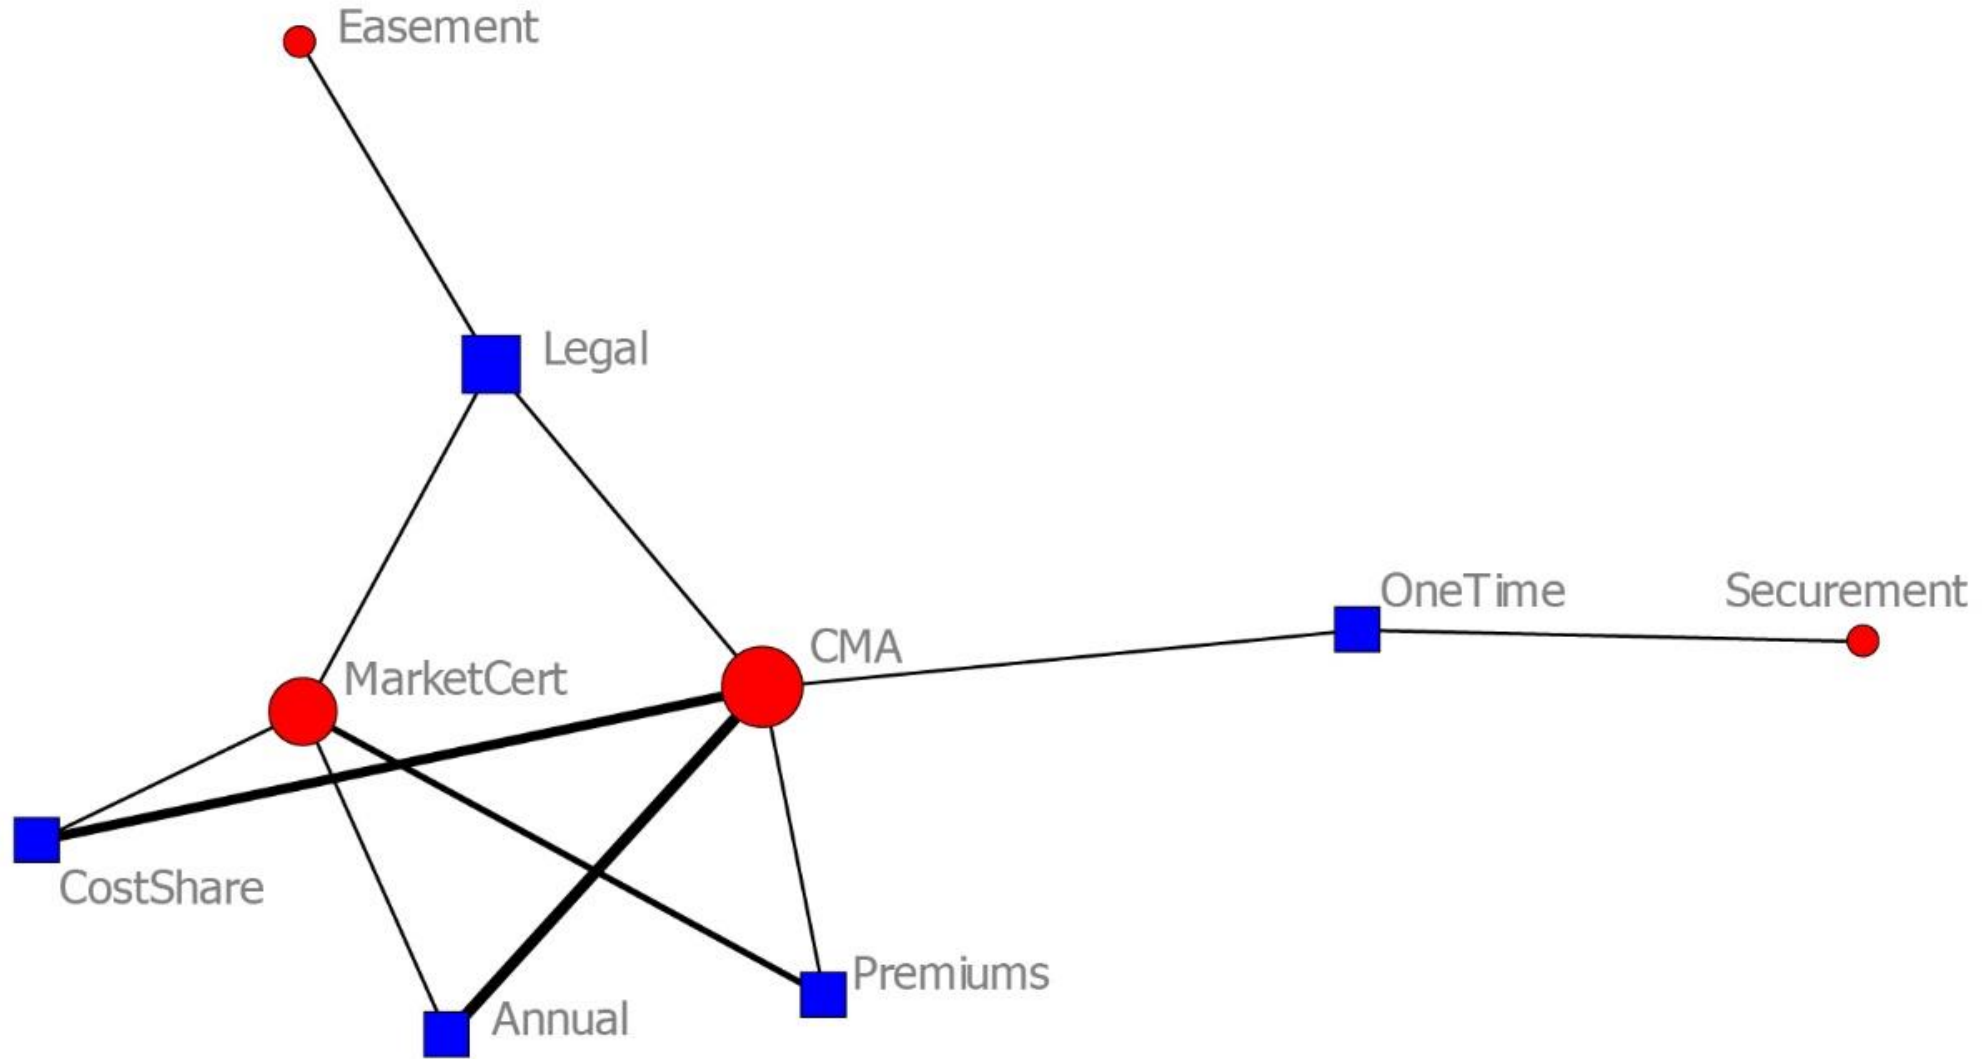 Easement
Legal
OneTime
Securement
CMA
MarketCert
CostShare
Premiums
Annual